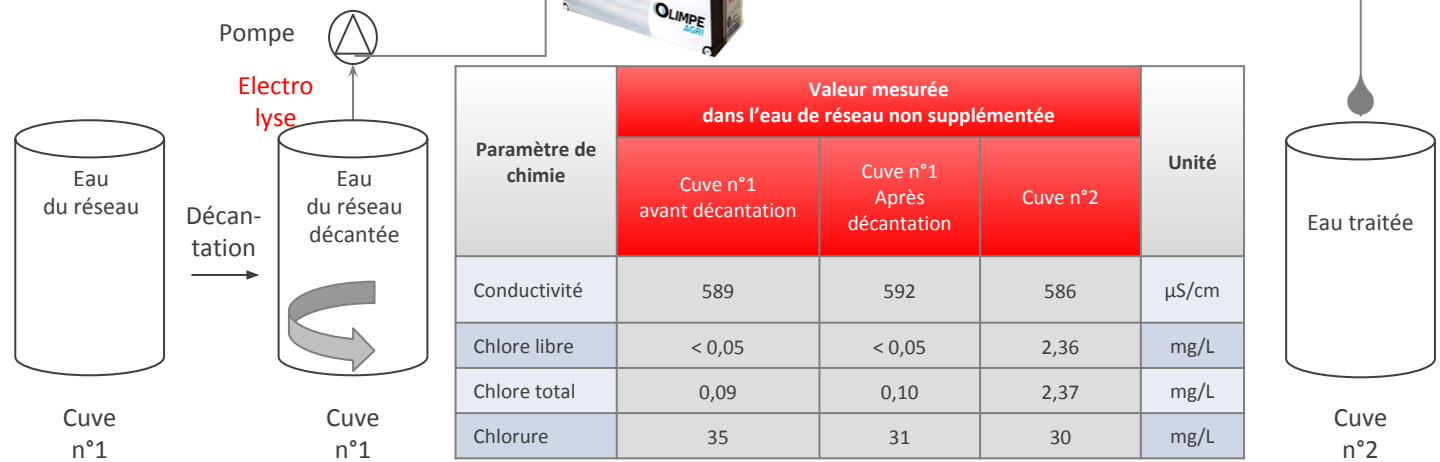 OLIMPE
AGRI
Pompe
Electro
lyse
Eau
du réseau
Décan-
tation
Eau
du réseau
décantée
Cuve
n°1
Cuve
n°1
Paramètre de
chimie
Valeur mesurée
dans l’eau de réseau non supplémentée
Unité
Cuve n°1
avant décantation
Cuve n°1
Après
décantation
Cuve n°2
Conductivité 589 592 586 µS/cm
Chlore libre < 0,05 < 0,05 2,36 mg/L
Chlore total 0,09 0,10 2,37 mg/L
Chlorure 35 31 30 mg/L
Eau traitée
Cuve
n°2